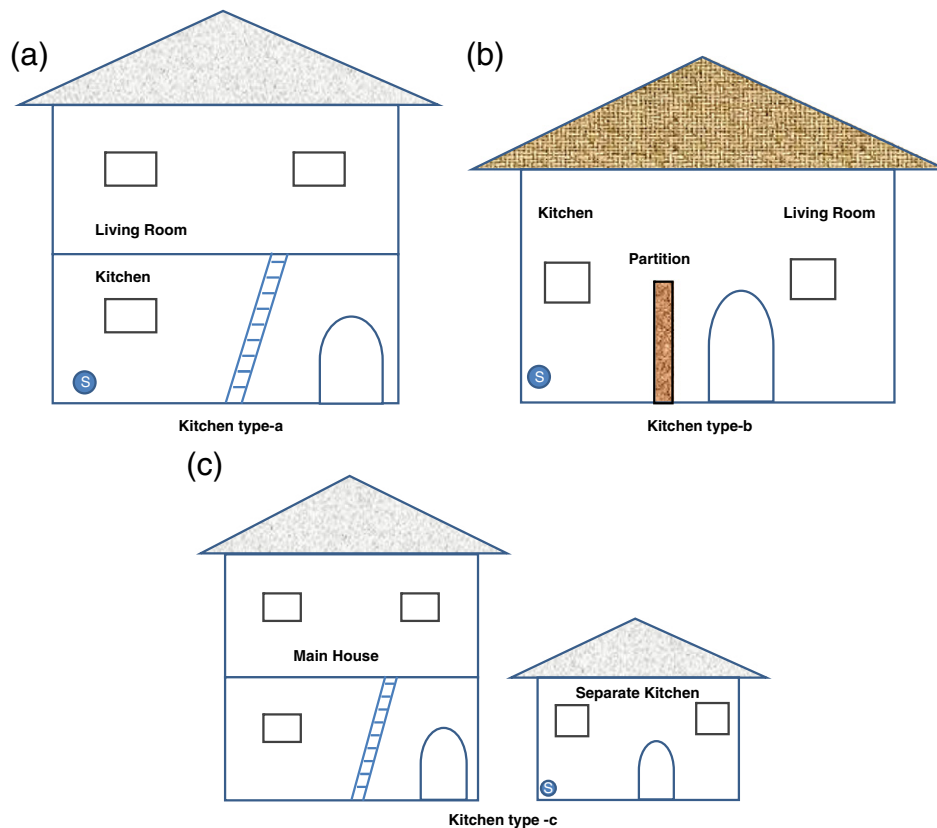 (a)
Living Room
Kitchen
S
Kitchen type-a
(b)
Kitchen
Living Room
Partition
S
Kitchen type-b
(c)
Main House
Separate Kitchen
S
Kitchen type -c